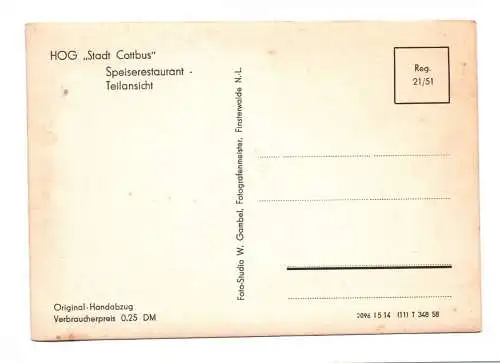 HOG „Stadt Cottbus"
Speiserestaurant -
Teilansicht
Reg.
21/51
Foto-Studio W. Gambel, Fotografenmeister, Finsterwalde N.-L.
Original-Handabzug
Verbraucherpreis 0,25 DM
2096 I 5 14 (11) T 348 58